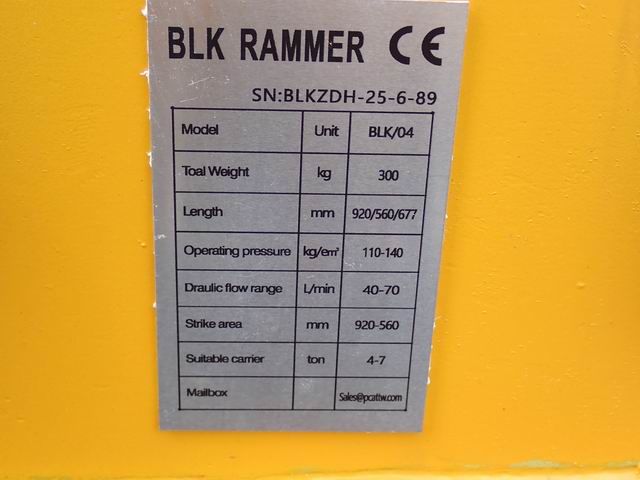 BLK RAMMER CE
SN:BLKZDH-25-6-89
Model Unit BLK/04
Toal Weight kg 300
Length mm 920/560/677
Operating pressure kg/em² 110-140
Draulic flow range L/min 40-70
Strike area mm 920-560
Suitable carrier ton 4-7
Mailbox Sales@pcattw.com